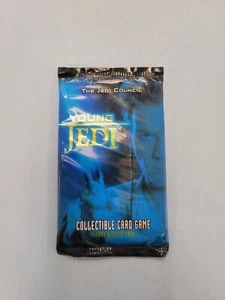 THE JEDI COUNCIL
YOUNG
JEDI
COLLECTIBLE CARD GAME